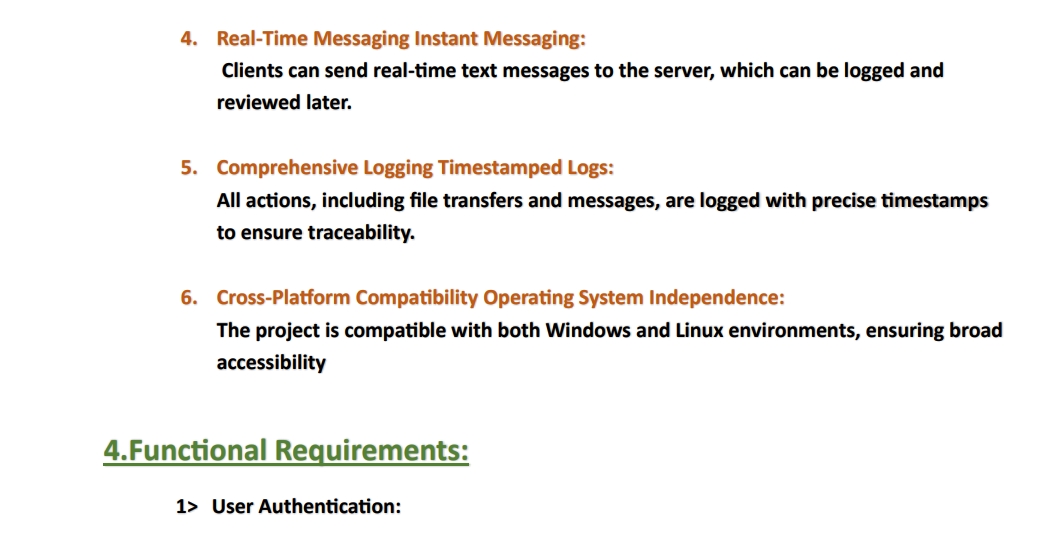 4. Real-Time Messaging Instant Messaging:
Clients can send real-time text messages to the server, which can be logged and
reviewed later.
5. Comprehensive Logging Timestamped Logs:
All actions, including file transfers and messages, are logged with precise timestamps
to ensure traceability.
6. Cross-Platform Compatibility Operating System Independence:
The project is compatible with both Windows and Linux environments, ensuring broad
accessibility
4.Functional Requirements:
1> User Authentication: